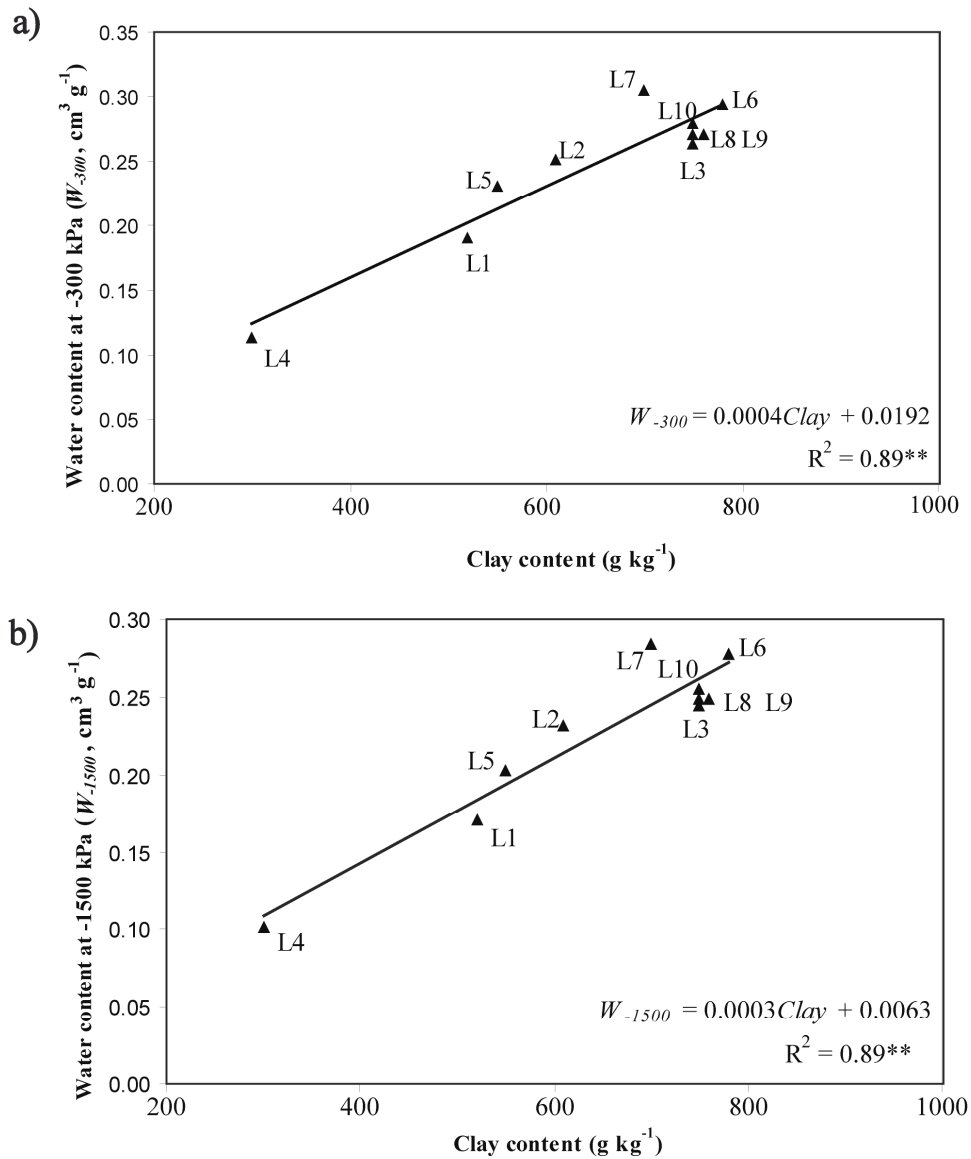 a)
Water content at -300 kPa (W-300, cm³ g-1)
0.35
0.30
0.25
0.20
0.15
0.10
0.05
0.00
L7
L10
L6
L8 L9
L3
L2
L5
L1
L4
W-300 = 0.0004Clay + 0.0192
R² = 0.89**
200
400
600
800
1000
Clay content (g kg-1)
b)
Water content at -1500 kPa (W-1500, cm³ g-1)
0.30
0.25
0.20
0.15
0.10
0.05
0.00
L7
L10
L6
L8 L9
L3
L2
L5
L1
L4
W-1500 = 0.0003Clay + 0.0063
R² = 0.89**
200
400
600
800
1000
Clay content (g kg-1)